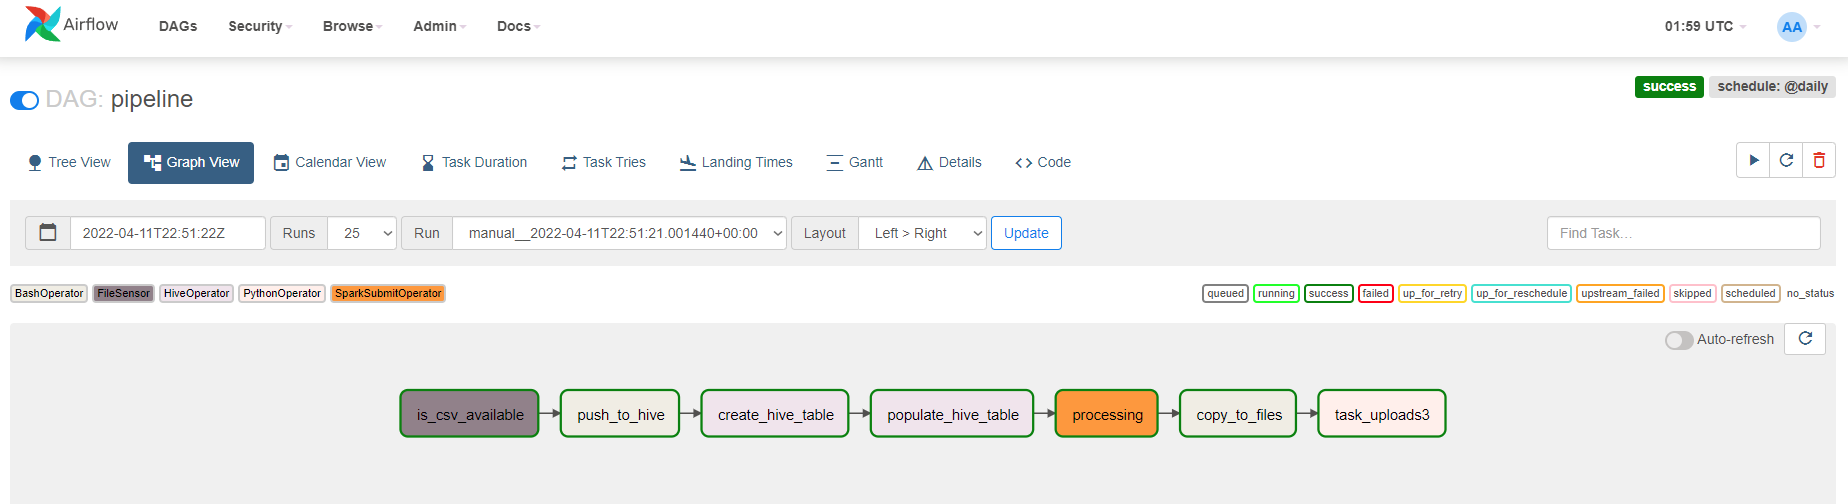 Airflow DAGs Security Browse Admin Docs 01:59 UTC AA
DAG: pipeline success schedule: @daily
Tree View Graph View Calendar View Task Duration Task Tries Landing Times Gantt Details Code
2022-04-11T22:51:22Z Runs 25 Run manual__2022-04-11T22:51:21.001440+00:00 Layout Left > Right Update Find Task...
BashOperator FileSensor HiveOperator PythonOperator SparkSubmitOperator queued running success failed up_for_retry up_for_reschedule upstream_failed skipped scheduled no_status
Auto-refresh
is_csv_available push_to_hive create_hive_table populate_hive_table processing copy_to_files task_uploads3